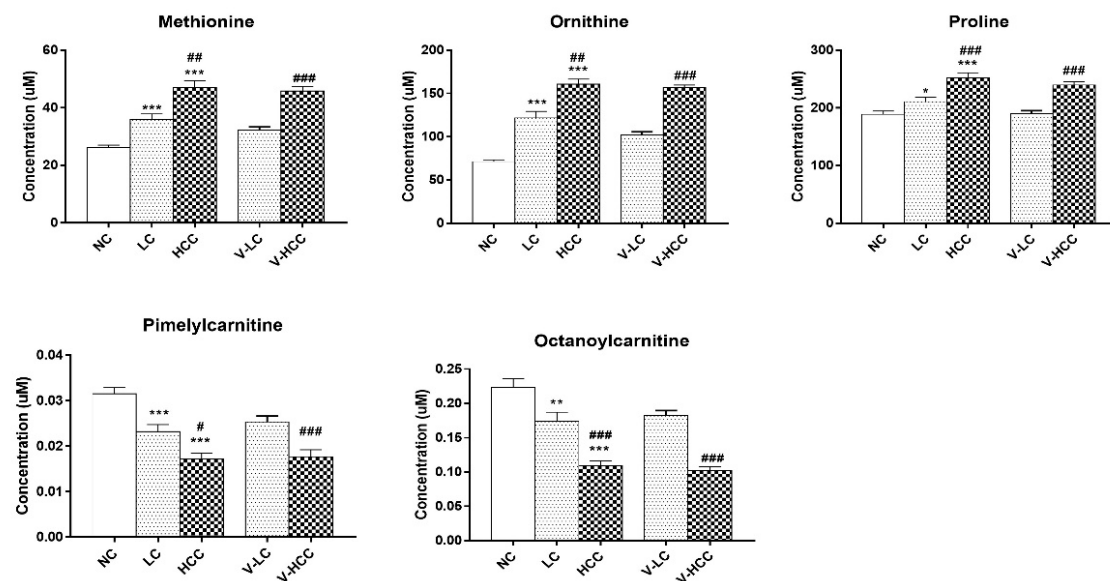 Methionine
Concentration (uM)
60
40
20
0
***
##
***
###
NC
LC
HCC
V-LC
V-HCC
Ornithine
Concentration (uM)
200
150
100
50
0
***
##
***
###
NC
LC
HCC
V-LC
V-HCC
Proline
Concentration (uM)
300
200
100
0
*
###
***
###
NC
LC
HCC
V-LC
V-HCC
Pimelylcarnitine
Concentration (uM)
0.04
0.03
0.02
0.01
0.00
***
#
***
###
NC
LC
HCC
V-LC
V-HCC
Octanoylcarnitine
Concentration (uM)
0.25
0.20
0.15
0.10
0.05
0.00
**
###
***
###
NC
LC
HCC
V-LC
V-HCC